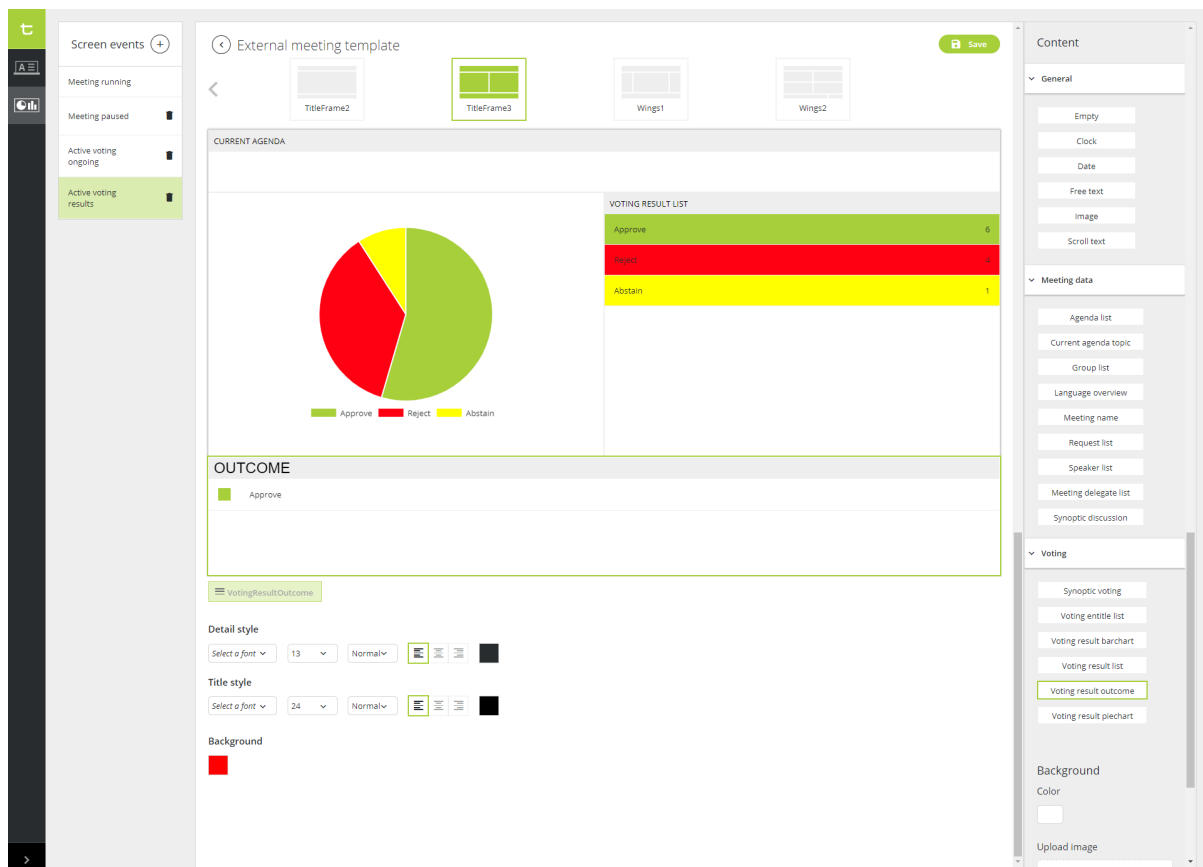 Screen events
Meeting running
Meeting paused
Active voting
ongoing
Active voting
results
External meeting template
Save
TitleFrame2
TitleFrame3
Wings1
Wings2
CURRENT AGENDA
VOTING RESULT LIST
Approve 6
Reject 4
Abstain 1
Approve Reject Abstain
OUTCOME
Approve
VotingResultOutcome
Detail style
Select a font 13 Normal
Title style
Select a font 24 Normal
Background
Content
General
Empty
Clock
Date
Free text
Image
Scroll text
Meeting data
Agenda list
Current agenda topic
Group list
Language overview
Meeting name
Request list
Speaker list
Meeting delegate list
Synoptic discussion
Voting
Synoptic voting
Voting entitle list
Voting result barchart
Voting result list
Voting result outcome
Voting result piechart
Background
Color
Upload image